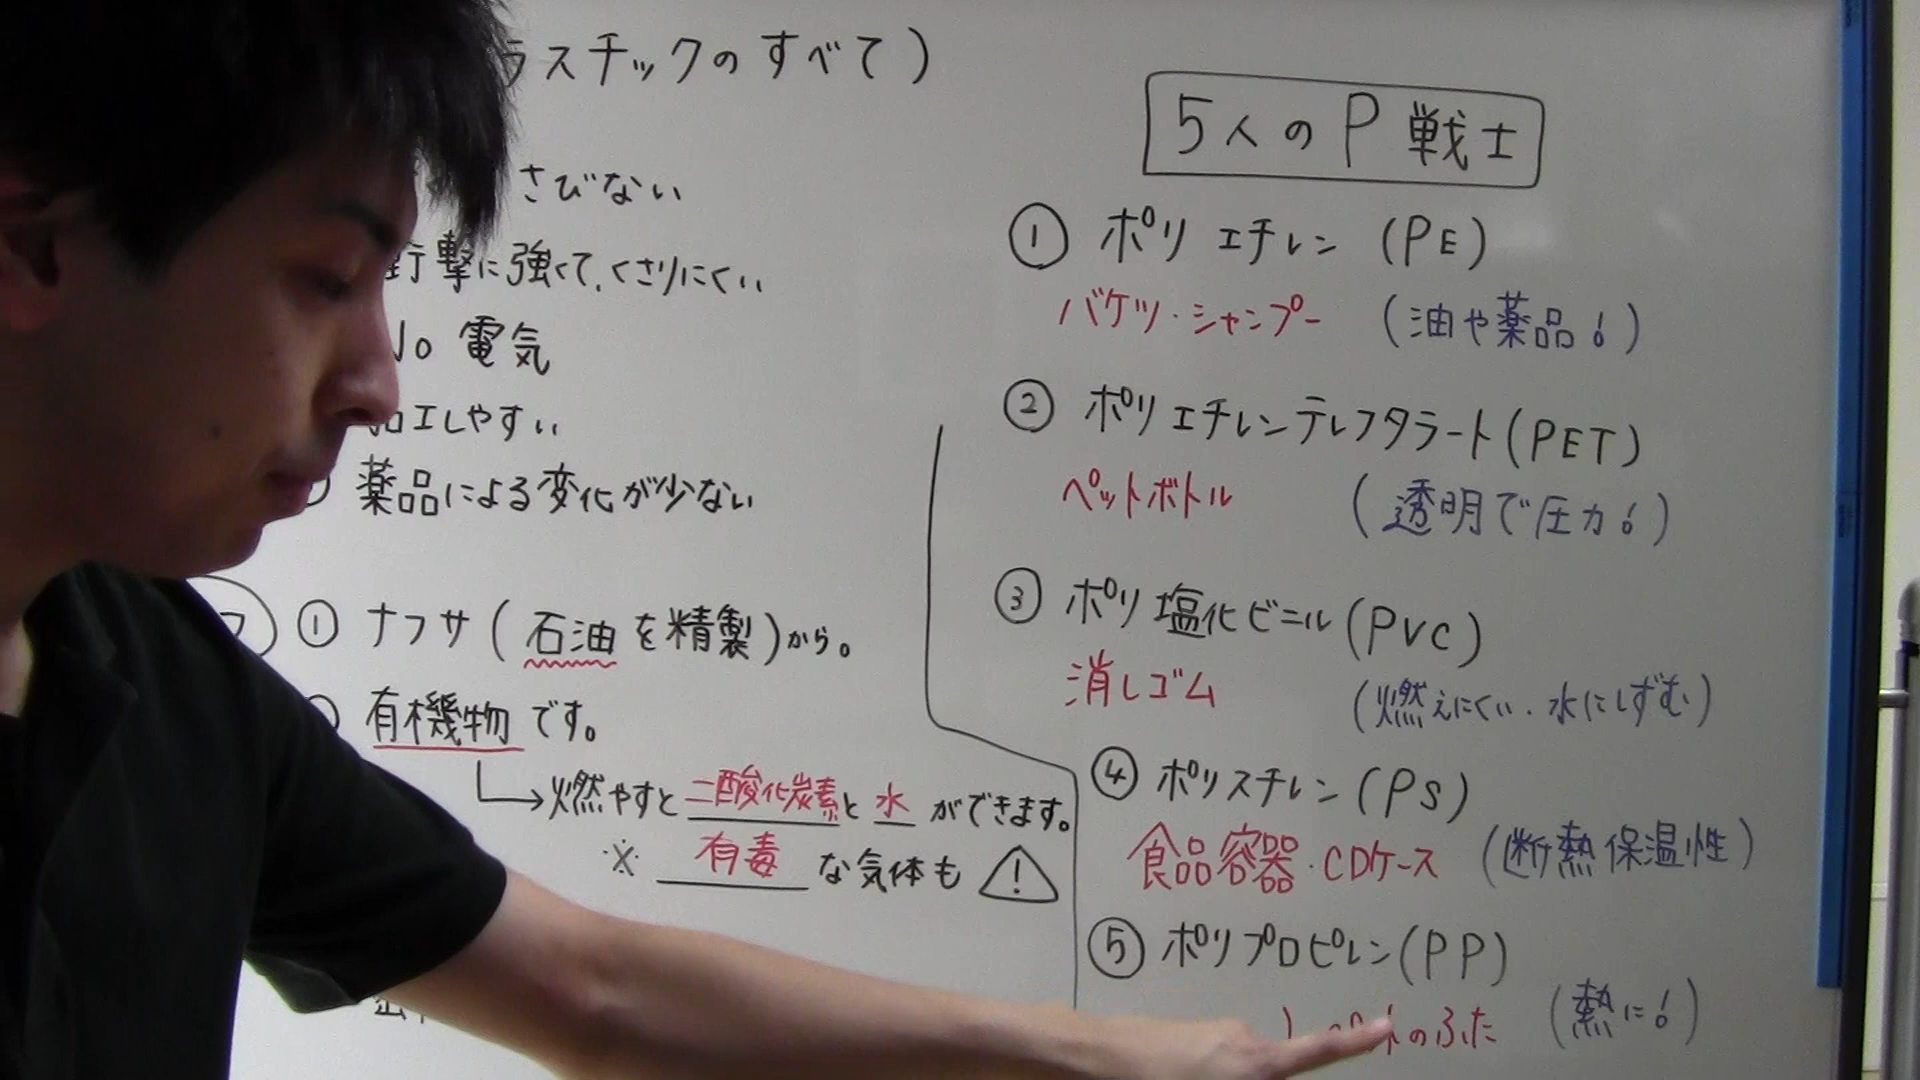 ラスチックのすべて)
さびない
衝撃に強くて、くさりにくい
No 電気
加工しやすい
薬品による変化が少ない
① ナフサ(石油を精製)から。
有機物です。
燃やすと二酸化炭素と水ができます。
※ 有毒な気体も
5人のP戦士
① ポリエチレン (PE)
バケツ・シャンプー (油や薬品6)
② ポリエチレンテレフタラート(PET)
ペットボトル (透明で圧力6)
③ ポリ塩化ビニル(PVC)
消しゴム (燃えにくい・水にしずむ)
④ ポリスチレン(PS)
食品容器・CDケース (断熱保温性)
⑤ ポリプロピレン(PP)
のふた (熱に6)